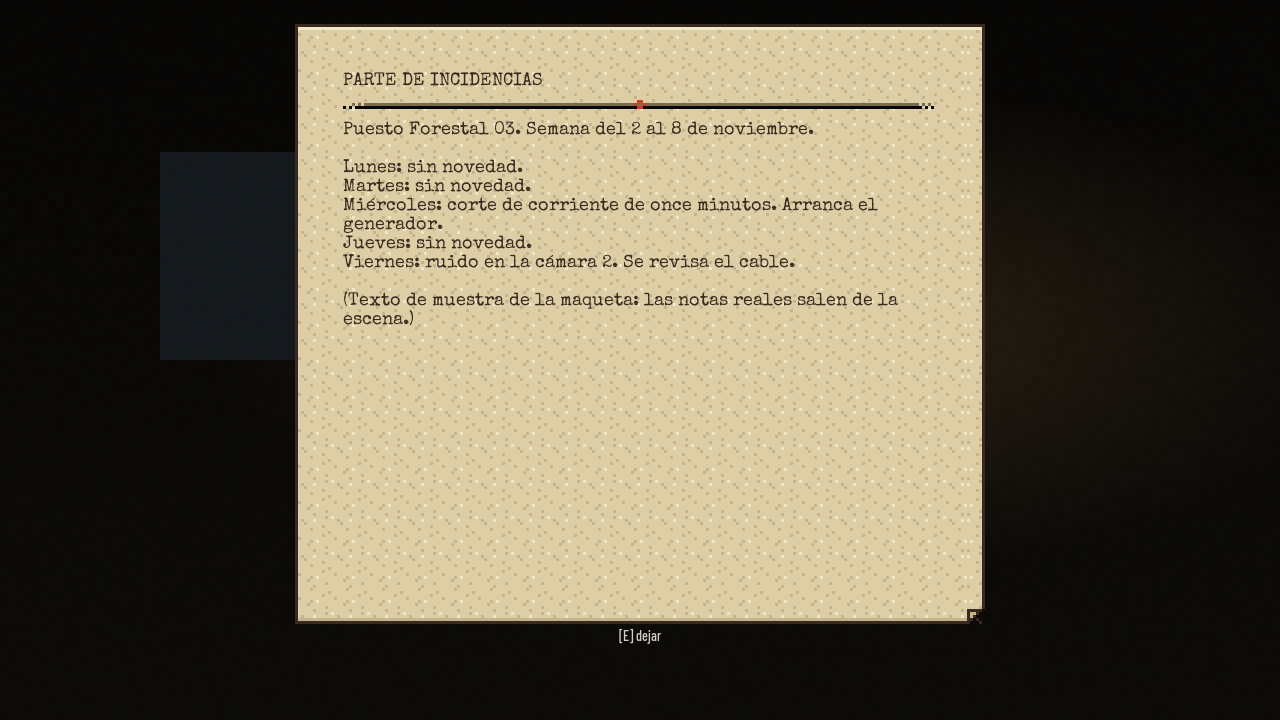 PARTE DE INCIDENCIAS
Puesto Forestal 03. Semana del 2 al 8 de noviembre.
Lunes: sin novedad.
Martes: sin novedad.
Miércoles: corte de corriente de once minutos. Arranca el
generador.
Jueves: sin novedad.
Viernes: ruido en la cámara 2. Se revisa el cable.
(Texto de muestra de la maqueta: las notas reales salen de la
escena.)
[E] dejar